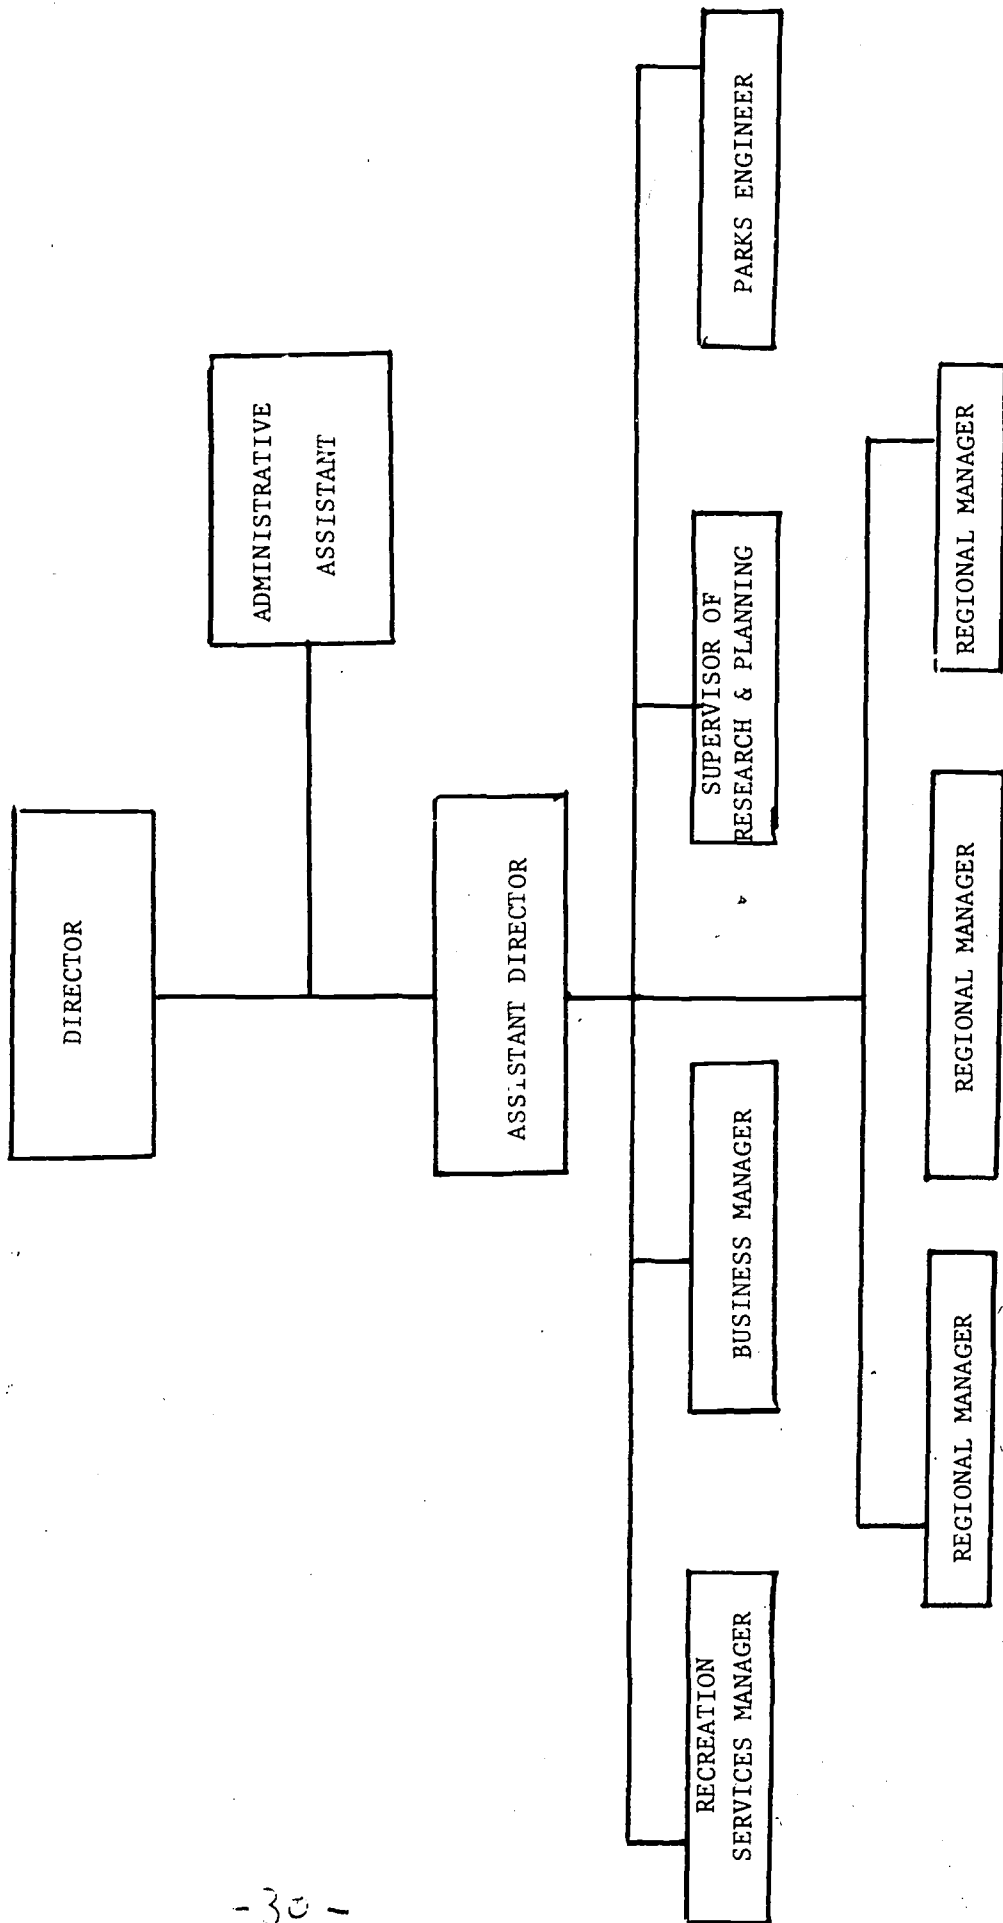 DIRECTOR
ADMINISTRATIVE
ASSISTANT
ASSISTANT DIRECTOR
RECREATION
SERVICES MANAGER
BUSINESS MANAGER
SUPERVISOR OF
RESEARCH & PLANNING
PARKS ENGINEER
REGIONAL MANAGER
REGIONAL MANAGER
REGIONAL MANAGER
-30-